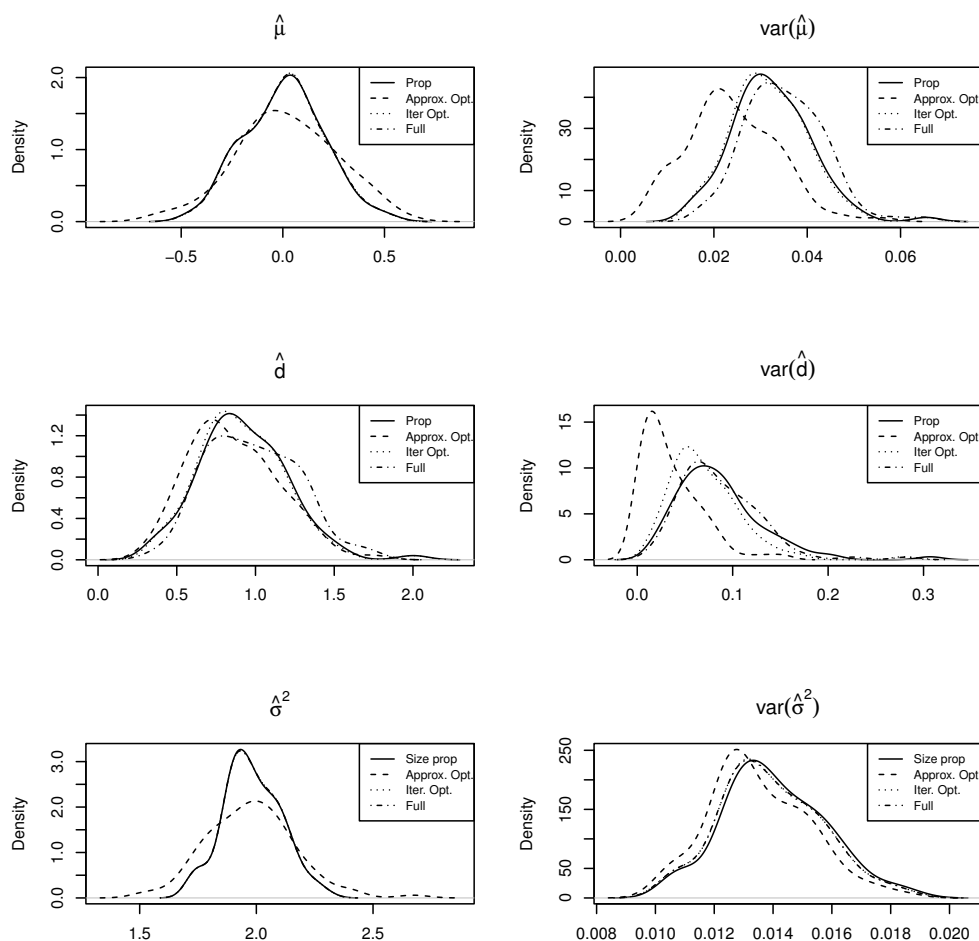 μ̂
Density
0.0 1.0 2.0
−0.5 0.0 0.5
Prop
Approx. Opt.
Iter Opt.
Full
var(μ̂)
Density
0 10 30
0.00 0.02 0.04 0.06
Prop
Approx. Opt.
Iter Opt.
Full
d̂
Density
0.0 0.4 0.8 1.2
0.0 0.5 1.0 1.5 2.0
Prop
Approx. Opt.
Iter Opt.
Full
var(d̂)
Density
0 5 10 15
0.0 0.1 0.2 0.3
Prop
Approx. Opt.
Iter Opt.
Full
σ̂²
Density
0.0 1.0 2.0 3.0
1.5 2.0 2.5
Size prop
Approx. Opt.
Iter. Opt.
Full
var(σ̂²)
Density
0 50 150 250
0.008 0.010 0.012 0.014 0.016 0.018 0.020
Size prop
Approx. Opt.
Iter. Opt.
Full